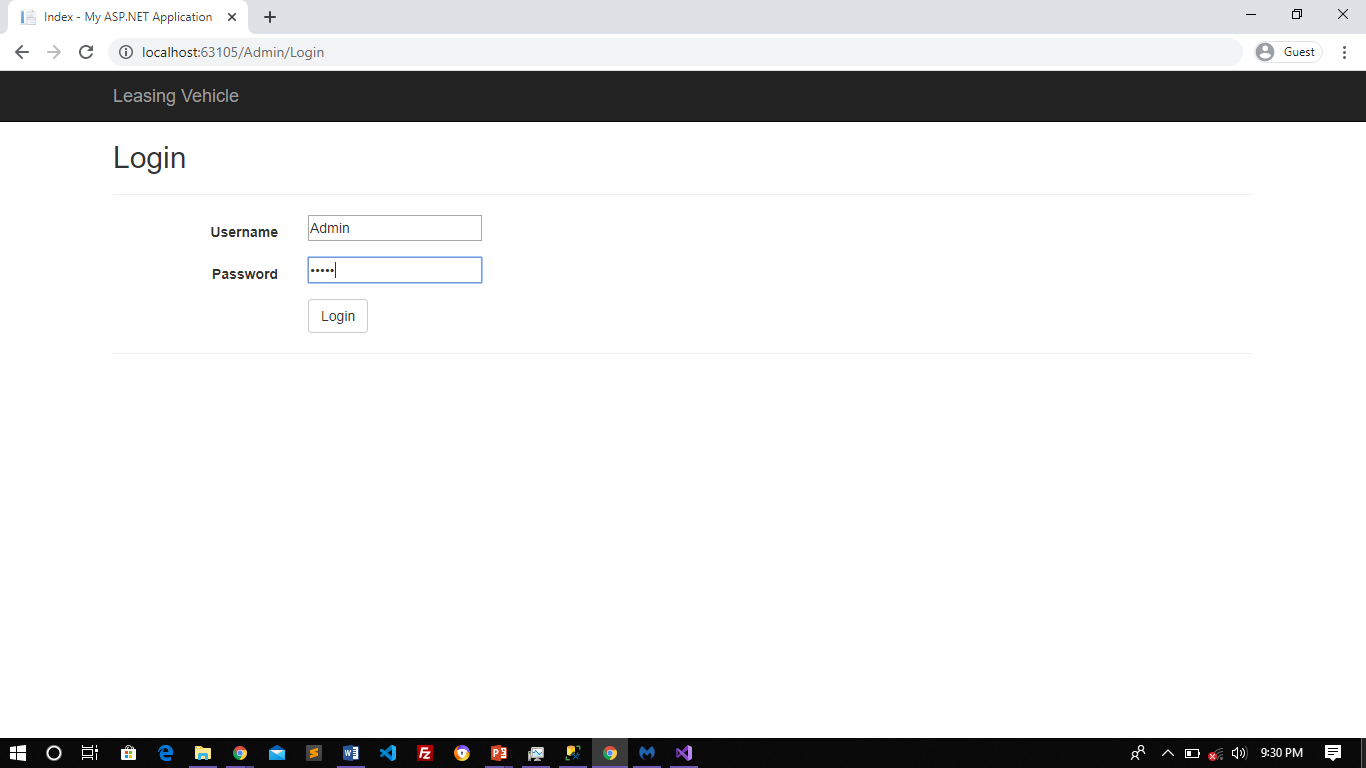 Index - My ASP.NET Application
localhost:63105/Admin/Login
Guest
Leasing Vehicle
Login
Username
Admin
Password
•••••
Login
9:30 PM